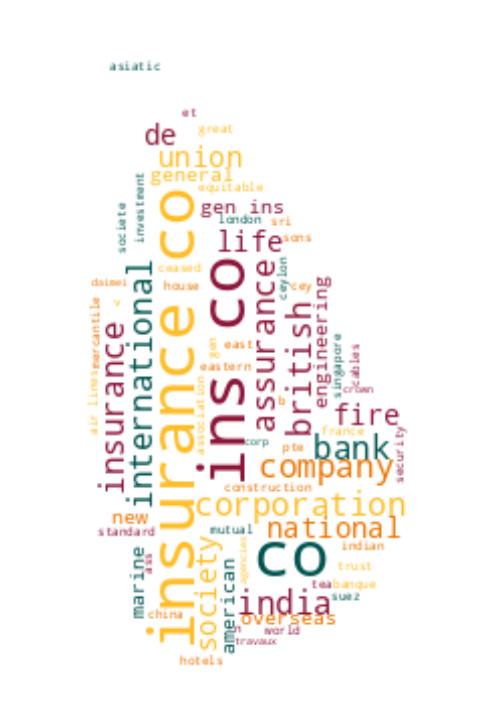 asiatic
et
great
de
union
general
equitable
gen ins
london
sri
societe
investment
life
sons
ceased
ceylon
daimei
house
cey
insurance co
ins co
international
assurance
british
engineering
mercantile
v
insurance
air lines
gen
east
eastern
singapore
cables
crown
association
b
fire
france
corp
pte
bank
security
company
construction
corporation
new
standard
mutual
national
indian
co
society
agencies
american
marine
ass
trust
tea
banque
suez
india
china
overseas
n
world
travaux
hotels